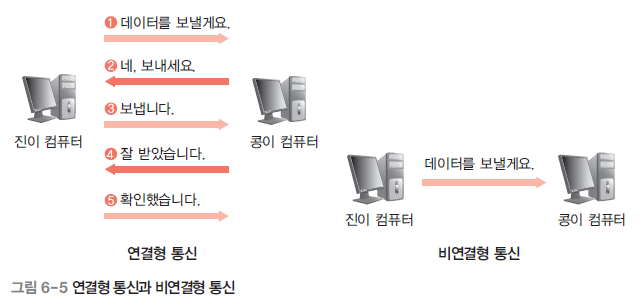 ❶ 데이터를 보낼게요.
❷ 네, 보내세요.
❸ 보냅니다.
진이 컴퓨터
콩이 컴퓨터
❹ 잘 받았습니다.
❺ 확인했습니다.
연결형 통신
데이터를 보낼게요.
진이 컴퓨터
콩이 컴퓨터
비연결형 통신
그림 6-5 연결형 통신과 비연결형 통신